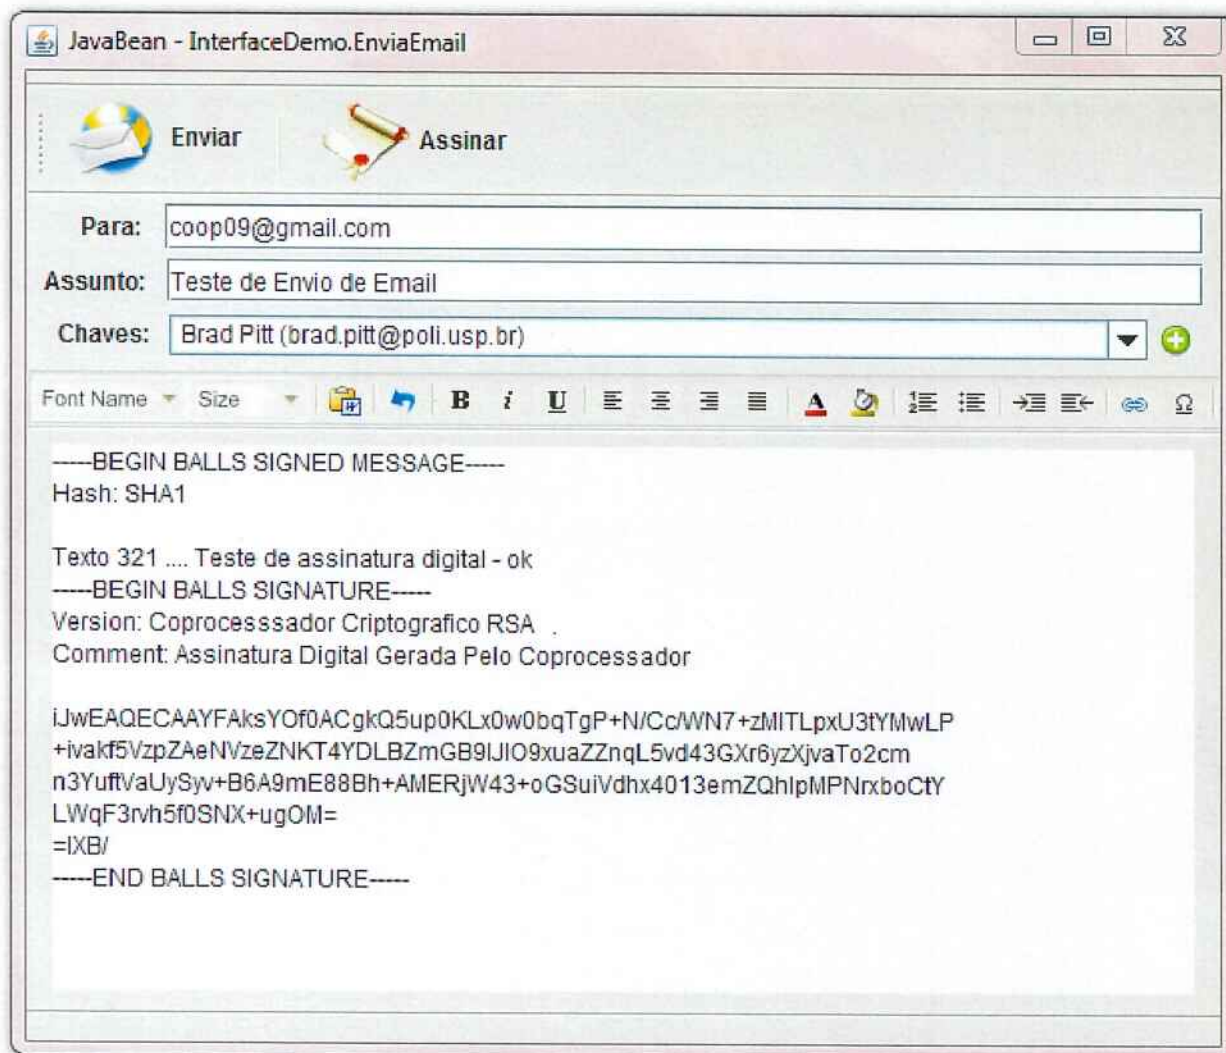 JavaBean - InterfaceDemo.EnviaEmail
Enviar Assinar
Para: coop09@gmail.com
Assunto: Teste de Envio de Email
Chaves: Brad Pitt (brad.pitt@poli.usp.br)
Font Name Size B i U A Ω
-----BEGIN BALLS SIGNED MESSAGE-----
Hash: SHA1
Texto 321 .... Teste de assinatura digital - ok
-----BEGIN BALLS SIGNATURE-----
Version: Coprocesssador Criptografico RSA
Comment: Assinatura Digital Gerada Pelo Coprocessador
iJwEAQECAAYFAksYOf0ACgkQ5up0KLx0w0bqTgP+N/Cc/WN7+zMITLpxU3tYMwLP
+ivakf5VzpZAeNVzeZNKT4YDLBZmGB9IJIO9xuaZZnqL5vd43GXr6yzXjvaTo2cm
n3YuftVaUySyv+B6A9mE88Bh+AMERjW43+oGSuiVdhx4013emZQhIpMPNrxboCtY
LWqF3rvh5f0SNX+ugOM=
=IXB/
-----END BALLS SIGNATURE-----